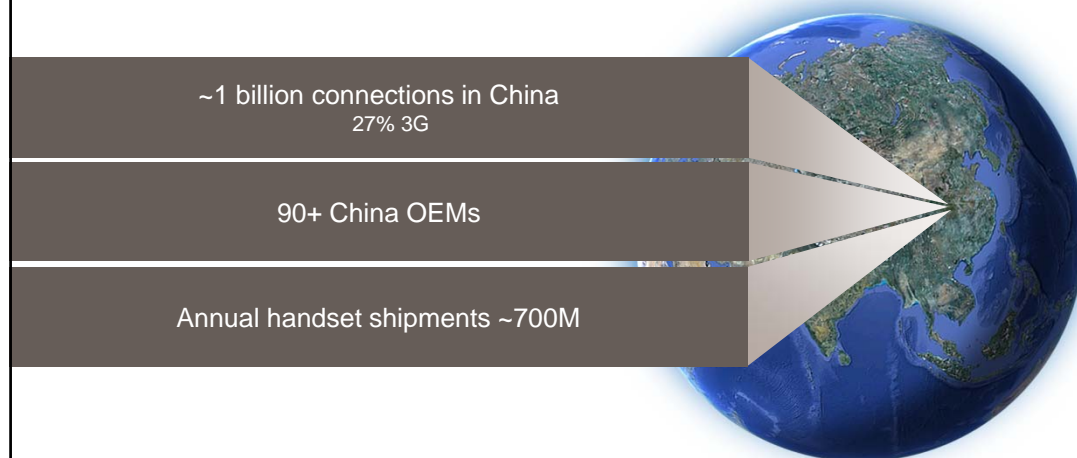 ~1 billion connections in China
27% 3G
90+ China OEMs
Annual handset shipments ~700M